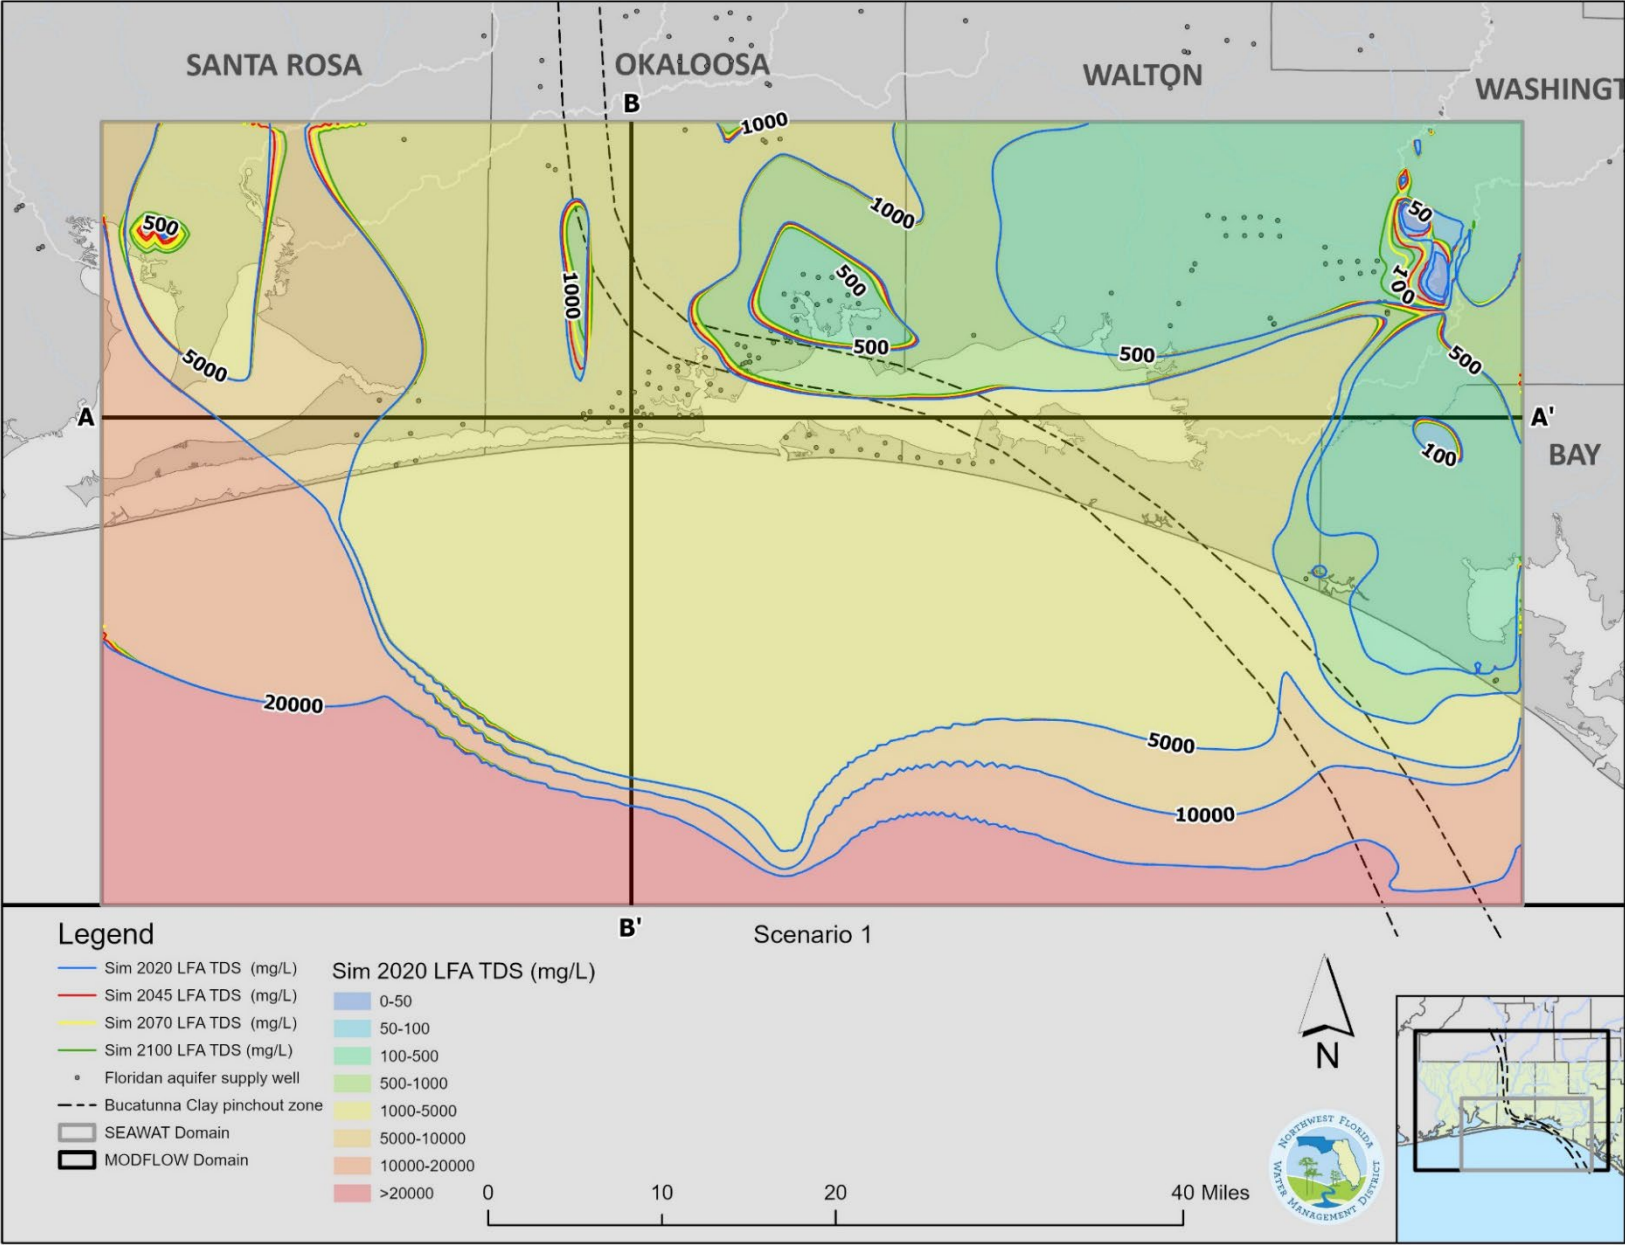 SANTA ROSA
OKALOOSA
WALTON
WASHINGT
B
1000
500
1000
50
1000
500
100
500
500
500
5000
A
A'
100
BAY
20000
5000
10000
B'
Scenario 1
Legend
Sim 2020 LFA TDS (mg/L)
Sim 2045 LFA TDS (mg/L)
Sim 2070 LFA TDS (mg/L)
Sim 2100 LFA TDS (mg/L)
Floridan aquifer supply well
Bucatunna Clay pinchout zone
SEAWAT Domain
MODFLOW Domain
Sim 2020 LFA TDS (mg/L)
0-50
50-100
100-500
500-1000
1000-5000
5000-10000
10000-20000
>20000
0 10 20 40 Miles
N
NORTHWEST FLORIDA
WATER MANAGEMENT DISTRICT